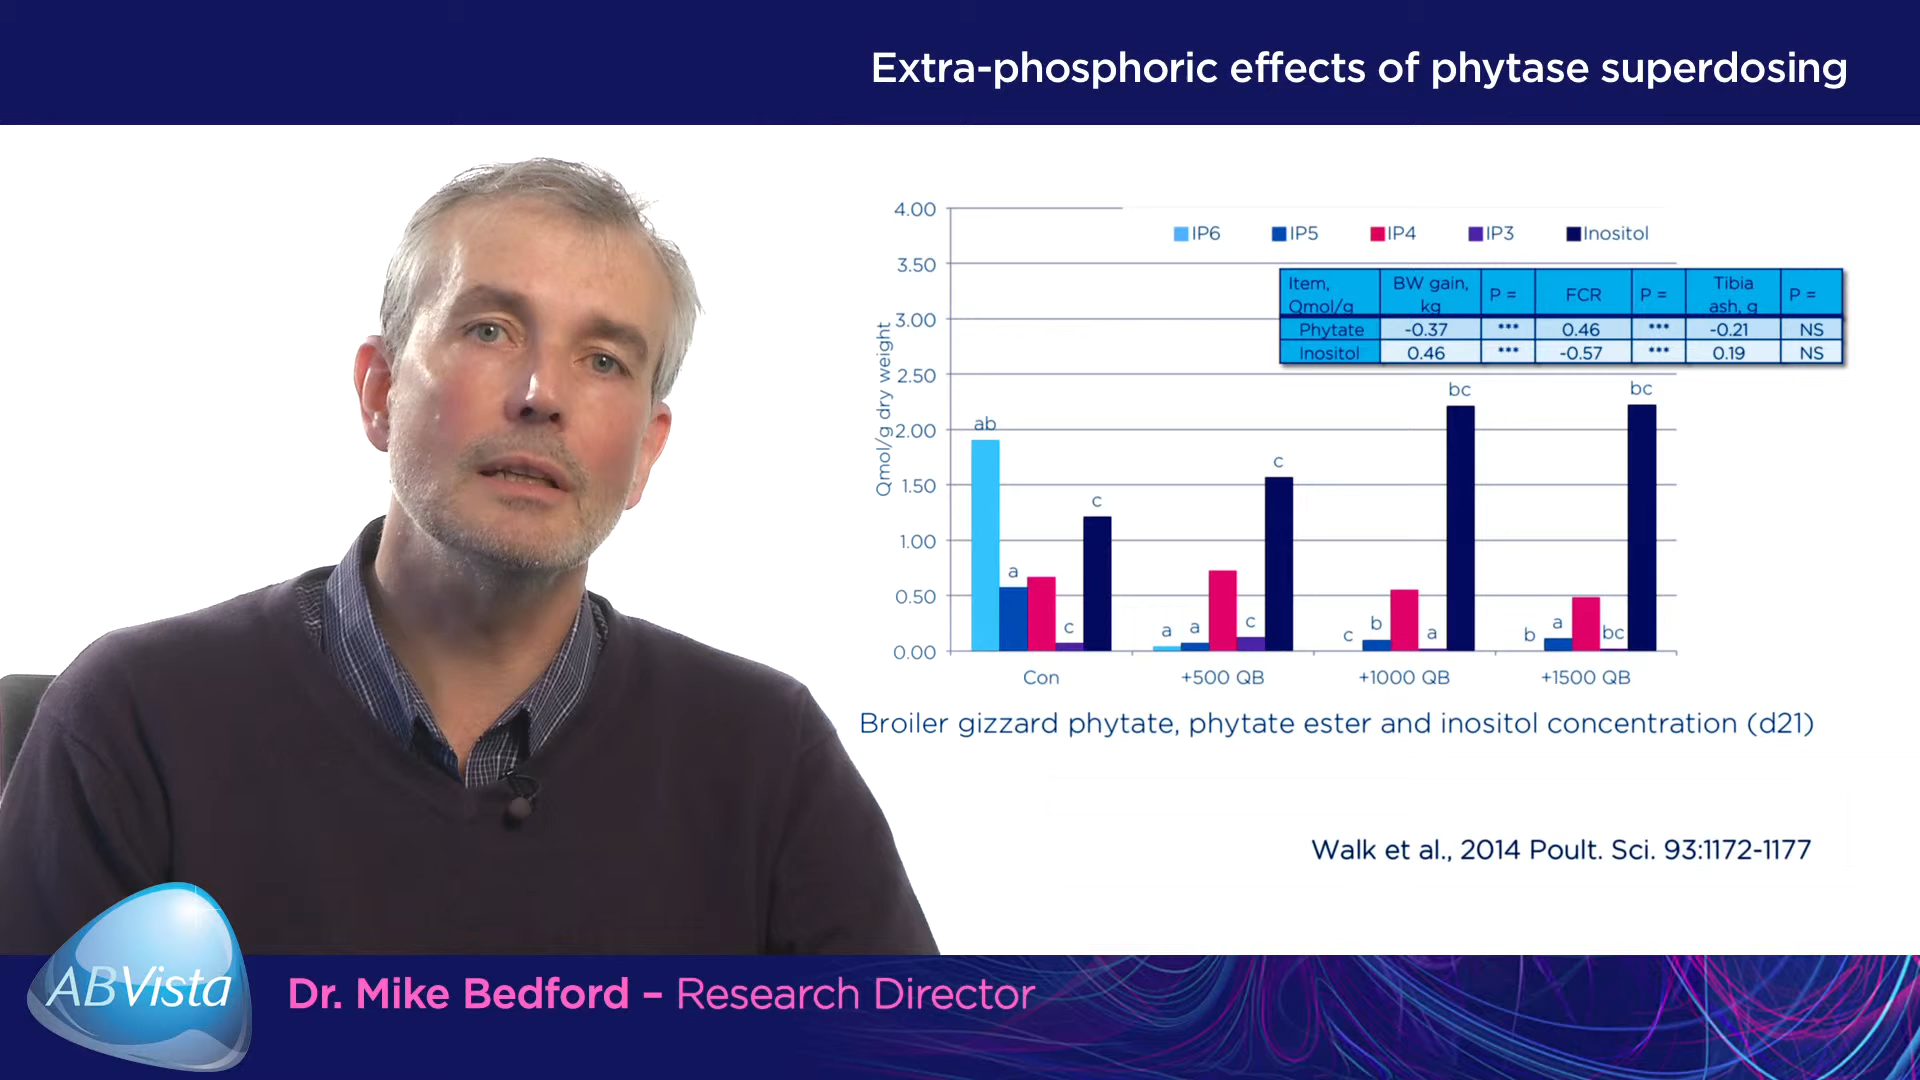 Extra-phosphoric effects of phytase superdosing
4.00
3.50
3.00
2.50
2.00
1.50
1.00
0.50
0.00
Qmol/g dry weight
IP6 IP5 IP4 IP3 Inositol
Item, Qmol/g BW gain, kg P = FCR P = Tibia ash, g P =
Phytate -0.37 *** 0.46 *** -0.21 NS
Inositol 0.46 *** -0.57 *** 0.19 NS
ab a c c
a a c c
c b a bc
b a bc bc
Con +500 QB +1000 QB +1500 QB
Broiler gizzard phytate, phytate ester and inositol concentration (d21)
Walk et al., 2014 Poult. Sci. 93:1172-1177
ABVista
Dr. Mike Bedford – Research Director